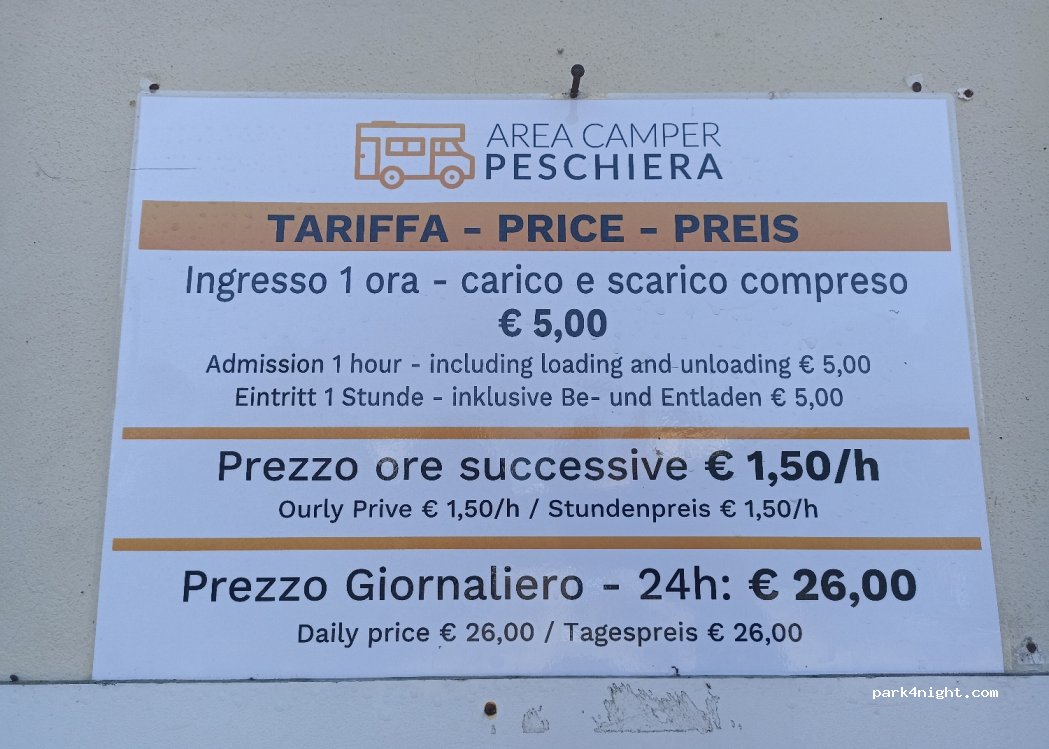 AREA CAMPER
PESCHIERA
TARIFFA - PRICE - PREIS
Ingresso 1 ora - carico e scarico compreso
€ 5,00
Admission 1 hour - including loading and unloading € 5,00
Eintritt 1 Stunde - inklusive Be- und Entladen € 5,00
Prezzo ore successive € 1,50/h
Ourly Prive € 1,50/h / Stundenpreis € 1,50/h
Prezzo Giornaliero - 24h: € 26,00
Daily price € 26,00 / Tagespreis € 26,00
park4night.com